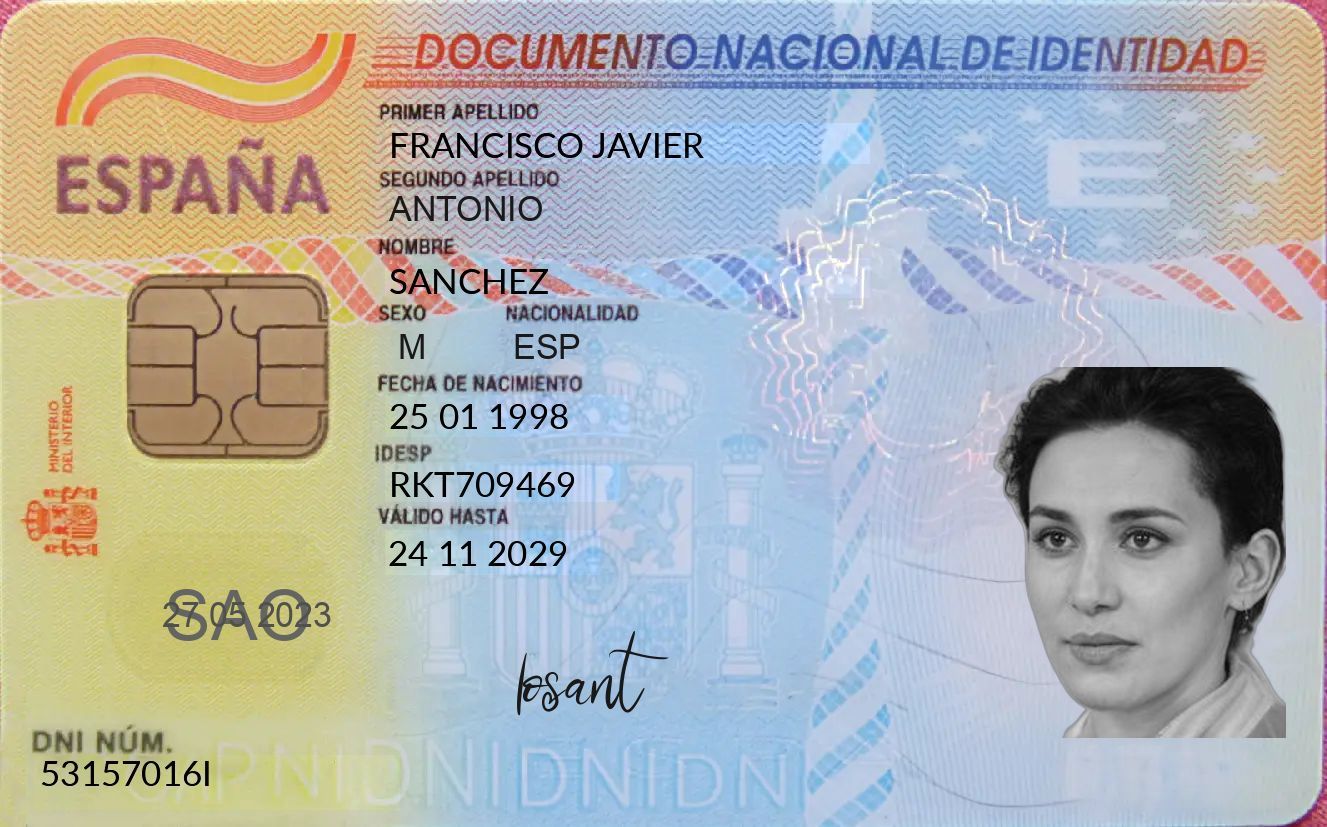 DOCUMENTO NACIONAL DE IDENTIDAD
ESPAÑA
PRIMER APELLIDO
FRANCISCO JAVIER
SEGUNDO APELLIDO
ANTONIO
NOMBRE
SANCHEZ
SEXO NACIONALIDAD
M ESP
FECHA DE NACIMIENTO
25 01 1998
IDESP
RKT709469
VÁLIDO HASTA
24 11 2029
MINISTERIO
DEL INTERIOR
E
SAO
27 05 2023
losant
DNI NÚM.
53157016I
DNIDNIDNIDN